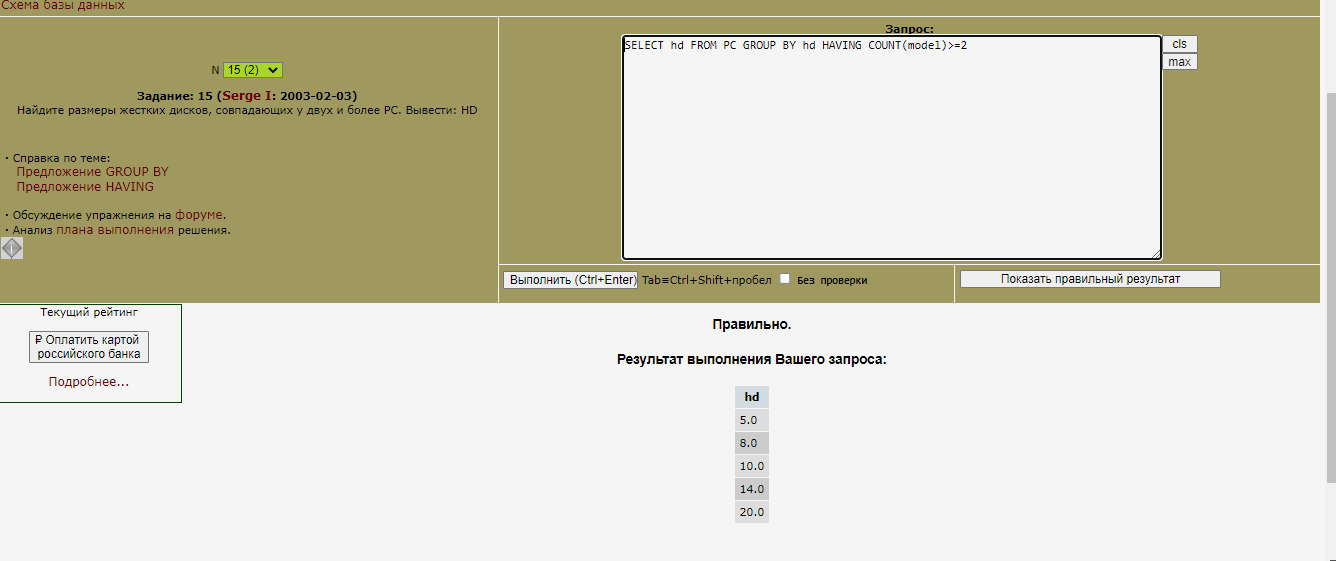 Схема базы данных
N 15 (2)
Задание: 15 (Serge I: 2003-02-03)
Найдите размеры жестких дисков, совпадающих у двух и более PC. Вывести: HD
· Справка по теме:
Предложение GROUP BY
Предложение HAVING
· Обсуждение упражнения на форуме.
· Анализ плана выполнения решения.
Запрос:
SELECT hd FROM PC GROUP BY hd HAVING COUNT(model)>=2
cls
max
Выполнить (Ctrl+Enter) Tab≡Ctrl+Shift+пробел Без проверки
Показать правильный результат
Текущий рейтинг
₽ Оплатить картой
российского банка
Подробнее...
Правильно.
Результат выполнения Вашего запроса:
hd
5.0
8.0
10.0
14.0
20.0